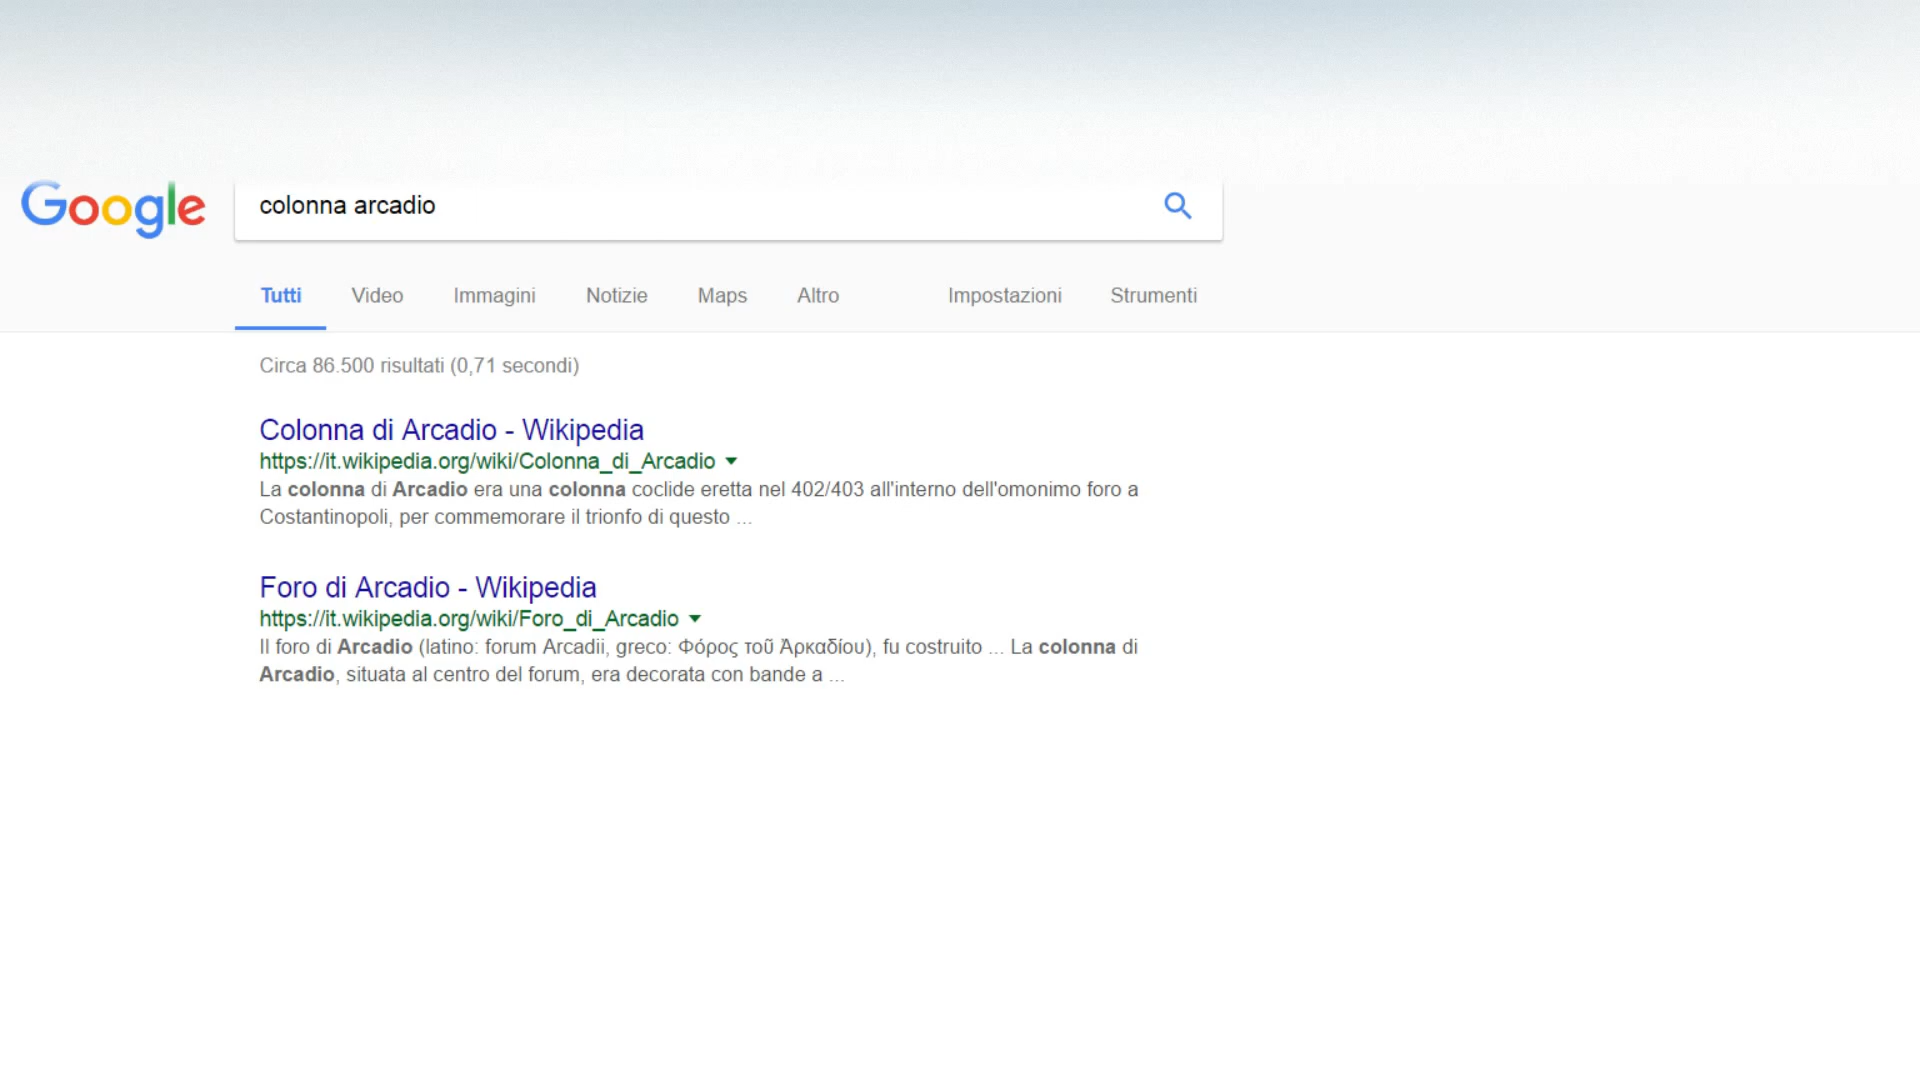 Google
colonna arcadio
Tutti Video Immagini Notizie Maps Altro Impostazioni Strumenti
Circa 86.500 risultati (0,71 secondi)
Colonna di Arcadio - Wikipedia
https://it.wikipedia.org/wiki/Colonna_di_Arcadio
La colonna di Arcadio era una colonna coclide eretta nel 402/403 all'interno dell'omonimo foro a
Costantinopoli, per commemorare il trionfo di questo ...
Foro di Arcadio - Wikipedia
https://it.wikipedia.org/wiki/Foro_di_Arcadio
Il foro di Arcadio (latino: forum Arcadii, greco: Φόρος τοῦ Ἀρκαδίου), fu costruito ... La colonna di
Arcadio, situata al centro del forum, era decorata con bande a ...